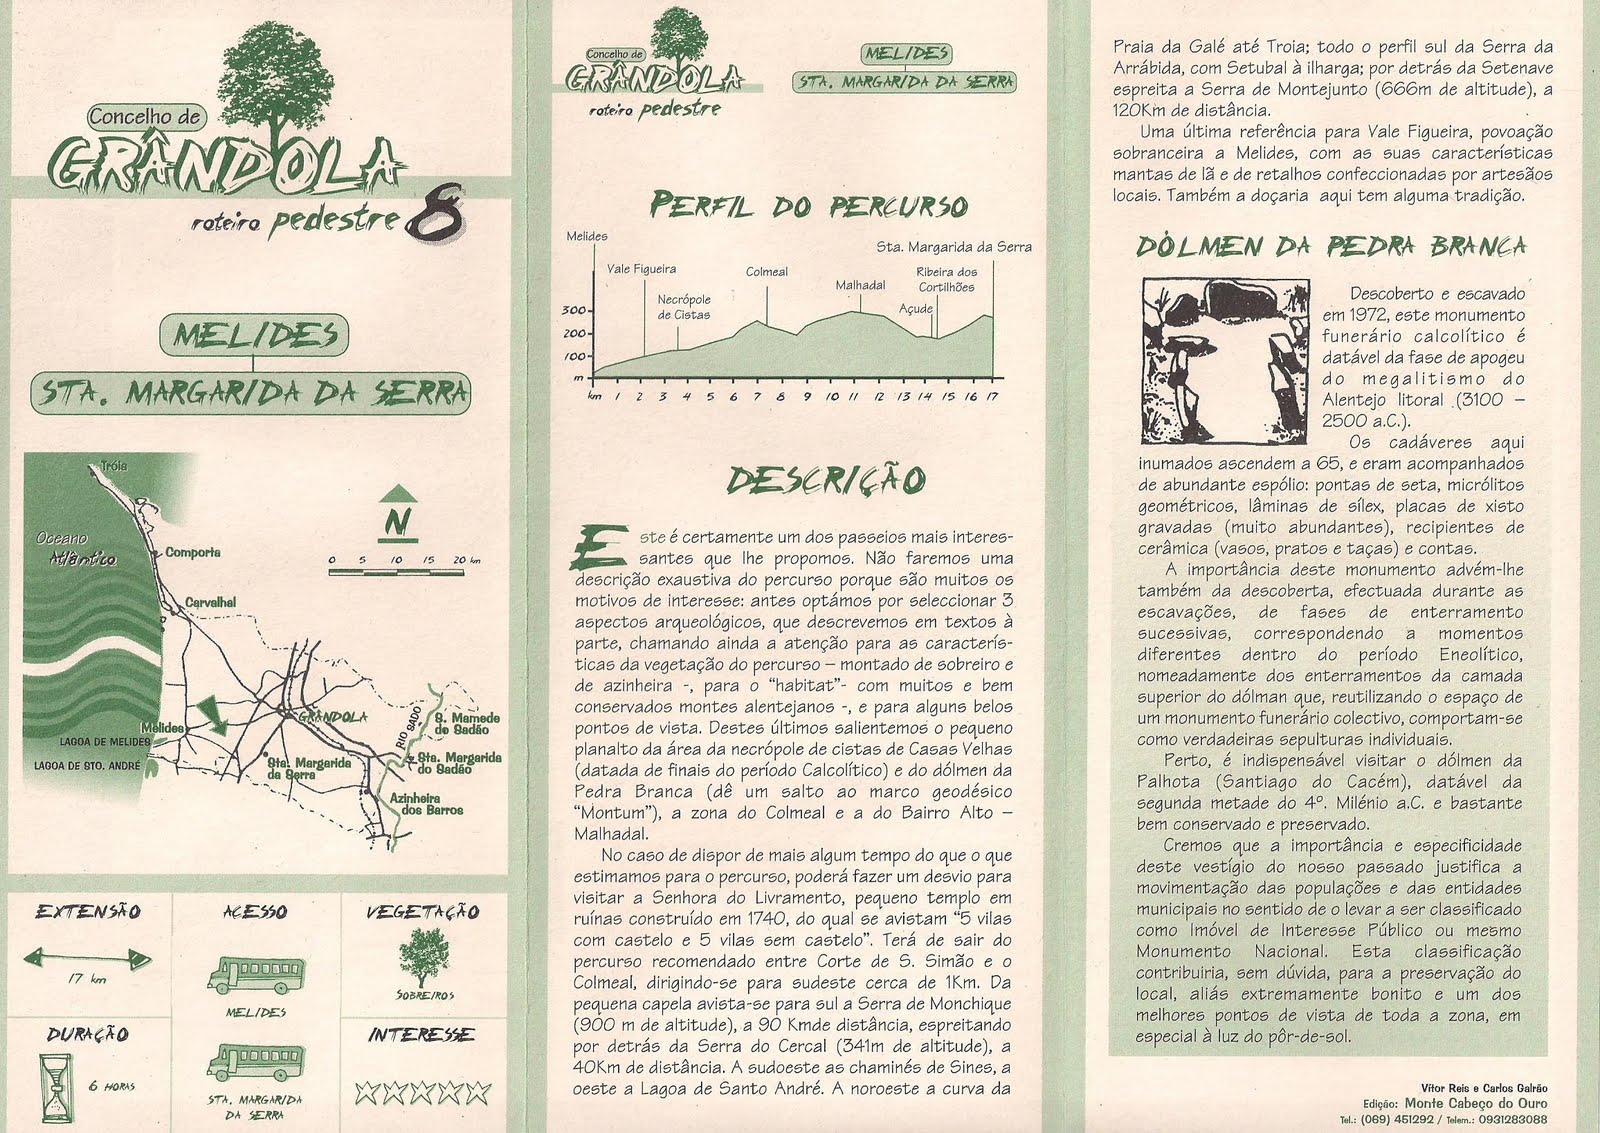 Concelho de
GRÂNDOLA
roteiro pedestre 8
MELIDES
STA. MARGARIDA DA SERRA
Tróia
Oceano
Atlântico
Comporta
Carvalhal
N
0 5 10 15 20 km
GRÂNDOLA
RIO SADO
S. Mamede
do Sadão
Melides
LAGOA DE MELIDES
LAGOA DE STO. ANDRÉ
Sta. Margarida
da Serra
Sta. Margarida
do Sadão
Azinheira
dos Barros
EXTENSÃO
17 km
DURAÇÃO
6 HORAS
ACESSO
MELIDES
STA. MARGARIDA
DA SERRA
VEGETAÇÃO
SOBREIROS
INTERESSE
Concelho de
GRÂNDOLA
roteiro pedestre
MELIDES
STA. MARGARIDA DA SERRA
PERFIL DO PERCURSO
Melides
Sta. Margarida da Serra
Vale Figueira
Colmeal
Ribeira dos
Cortilhões
Malhadal
Necrópole
de Cistas
Açude
300
200
100
m
km 1 2 3 4 5 6 7 8 9 10 11 12 13 14 15 16 17
DESCRIÇÃO
Este é certamente um dos passeios mais interes-
santes que lhe propomos. Não faremos uma
descrição exaustiva do percurso porque são muitos os
motivos de interesse: antes optámos por seleccionar 3
aspectos arqueológicos, que descrevemos em textos à
parte, chamando ainda a atenção para as caracterís-
ticas da vegetação do percurso – montado de sobreiro e
de azinheira -, para o "habitat"- com muitos e bem
conservados montes alentejanos -, e para alguns belos
pontos de vista. Destes últimos salientemos o pequeno
planalto da área da necrópole de cistas de Casas Velhas
(datada de finais do período Calcolítico) e do dólmen da
Pedra Branca (dê um salto ao marco geodésico
"Montum"), a zona do Colmeal e a do Bairro Alto –
Malhadal.
No caso de dispor de mais algum tempo do que o que
estimamos para o percurso, poderá fazer um desvio para
visitar a Senhora do Livramento, pequeno templo em
ruínas construído em 1740, do qual se avistam "5 vilas
com castelo e 5 vilas sem castelo". Terá de sair do
percurso recomendado entre Corte de S. Simão e o
Colmeal, dirigindo-se para sudeste cerca de 1Km. Da
pequena capela avista-se para sul a Serra de Monchique
(900 m de altitude), a 90 Kmde distância, espreitando
por detrás da Serra do Cercal (341m de altitude), a
40Km de distância. A sudoeste as chaminés de Sines, a
oeste a Lagoa de Santo André. A noroeste a curva da
Praia da Galé até Troia; todo o perfil sul da Serra da
Arrábida, com Setubal à ilharga; por detrás da Setenave
espreita a Serra de Montejunto (666m de altitude), a
120Km de distância.
Uma última referência para Vale Figueira, povoação
sobranceira a Melides, com as suas características
mantas de lã e de retalhos confeccionadas por artesãos
locais. Também a doçaria aqui tem alguma tradição.
DÓLMEN DA PEDRA BRANCA
Descoberto e escavado
em 1972, este monumento
funerário calcolítico é
datável da fase de apogeu
do megalitismo do
Alentejo litoral (3100 –
2500 a.C.).
Os cadáveres aqui
inumados ascendem a 65, e eram acompanhados
de abundante espólio: pontas de seta, micrólitos
geométricos, lâminas de sílex, placas de xisto
gravadas (muito abundantes), recipientes de
cerâmica (vasos, pratos e taças) e contas.
A importância deste monumento advém-lhe
também da descoberta, efectuada durante as
escavações, de fases de enterramento
sucessivas, correspondendo a momentos
diferentes dentro do período Eneolítico,
nomeadamente dos enterramentos da camada
superior do dólman que, reutilizando o espaço de
um monumento funerário colectivo, comportam-se
como verdadeiras sepulturas individuais.
Perto, é indispensável visitar o dólmen da
Palhota (Santiago do Cacém), datável da
segunda metade do 4º. Milénio a.C. e bastante
bem conservado e preservado.
Cremos que a importância e especificidade
deste vestígio do nosso passado justifica a
movimentação das populações e das entidades
municipais no sentido de o levar a ser classificado
como Imóvel de Interesse Público ou mesmo
Monumento Nacional. Esta classificação
contribuiria, sem dúvida, para a preservação do
local, aliás extremamente bonito e um dos
melhores pontos de vista de toda a zona, em
especial à luz do pôr-de-sol.
Vítor Reis e Carlos Galrão
Edição: Monte Cabeço do Ouro
Tel.: (069) 451292 / Telem.: 0931283088